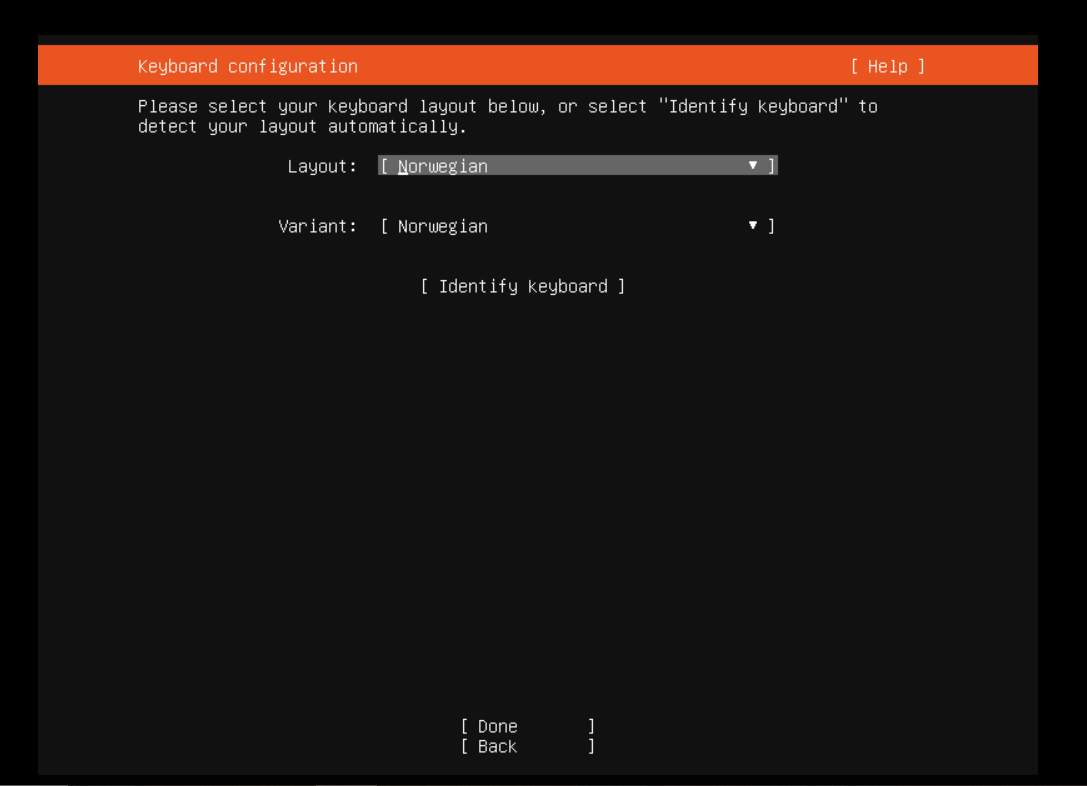 Keyboard configuration [ Help ]
Please select your keyboard layout below, or select "Identify keyboard" to
detect your layout automatically.
Layout: [ Norwegian ▼ ]
Variant: [ Norwegian ▼ ]
[ Identify keyboard ]
[ Done ]
[ Back ]